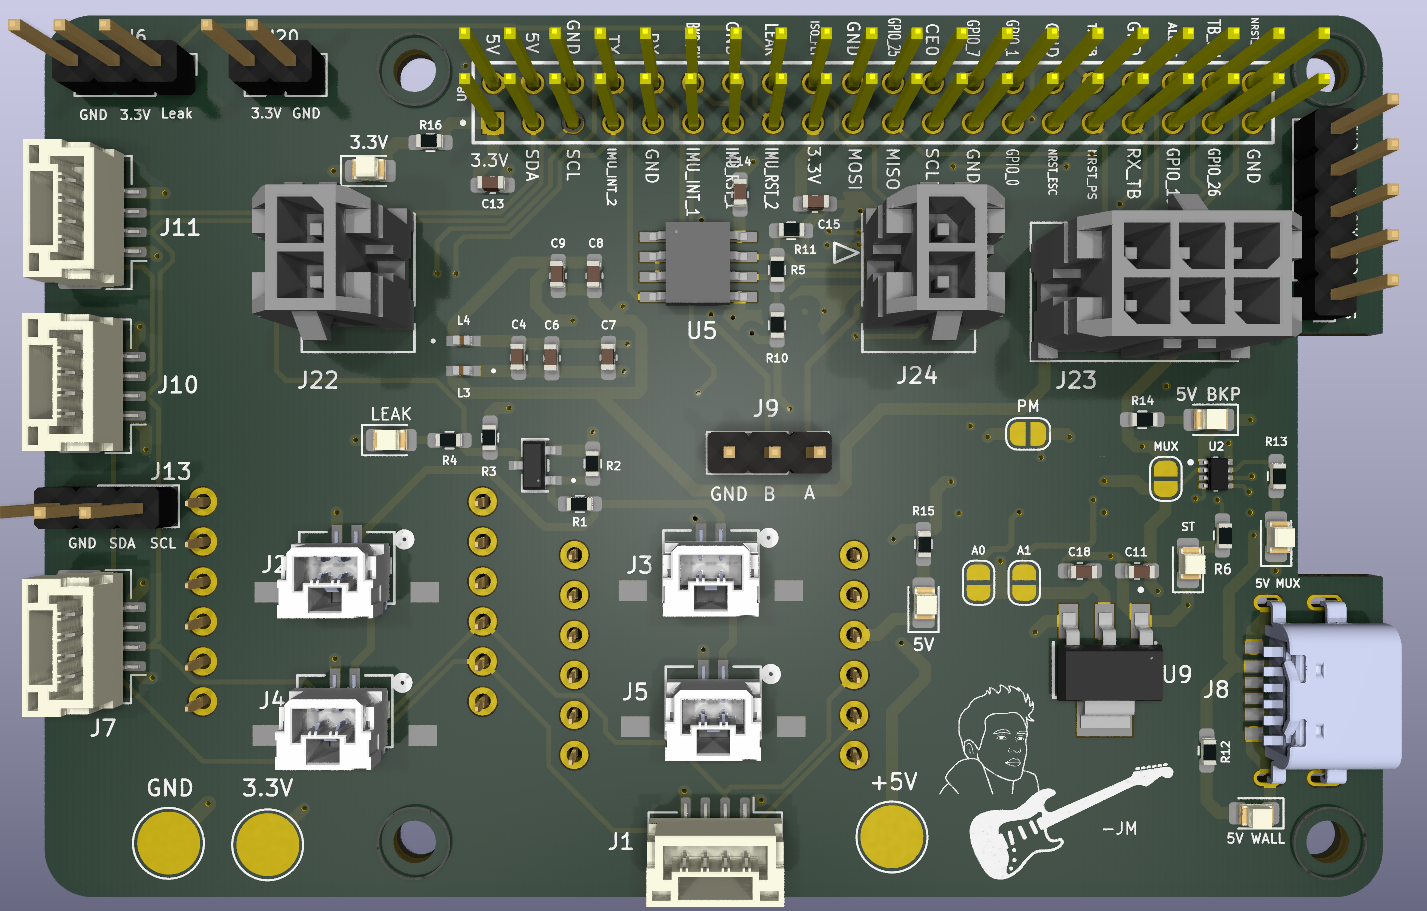 J20
GND 3.3V Leak
3.3V GND
5V
5V
GND
TX
GND
GPIO_25
CE0
GPIO_7
3.3V
SDA
SCL
IMU_INT_2
GND
IMU_INT_1
IMU_RST_1
IMU_RST_2
3.3V
MOSI
MISO
SCL
GND
GPIO_0
NRST_ESC
NRST_PS
RX_TB
GPIO_1
GPIO_26
GND
R16
3.3V
C13
C15
R11
J11
C9
C8
R5
U5
R10
L4
C4
C6
C7
L3
J22
J24
J23
J10
J9
LEAK
R4
R3
R2
R1
GND B A
PM
R14
5V BKP
MUX
U2
R13
J13
GND SDA SCL
R15
A0
A1
C18
C11
ST
R6
5V MUX
J2
J3
5V
J7
J4
J5
U9
J8
R12
GND
3.3V
+5V
J1
-JM
5V WALL